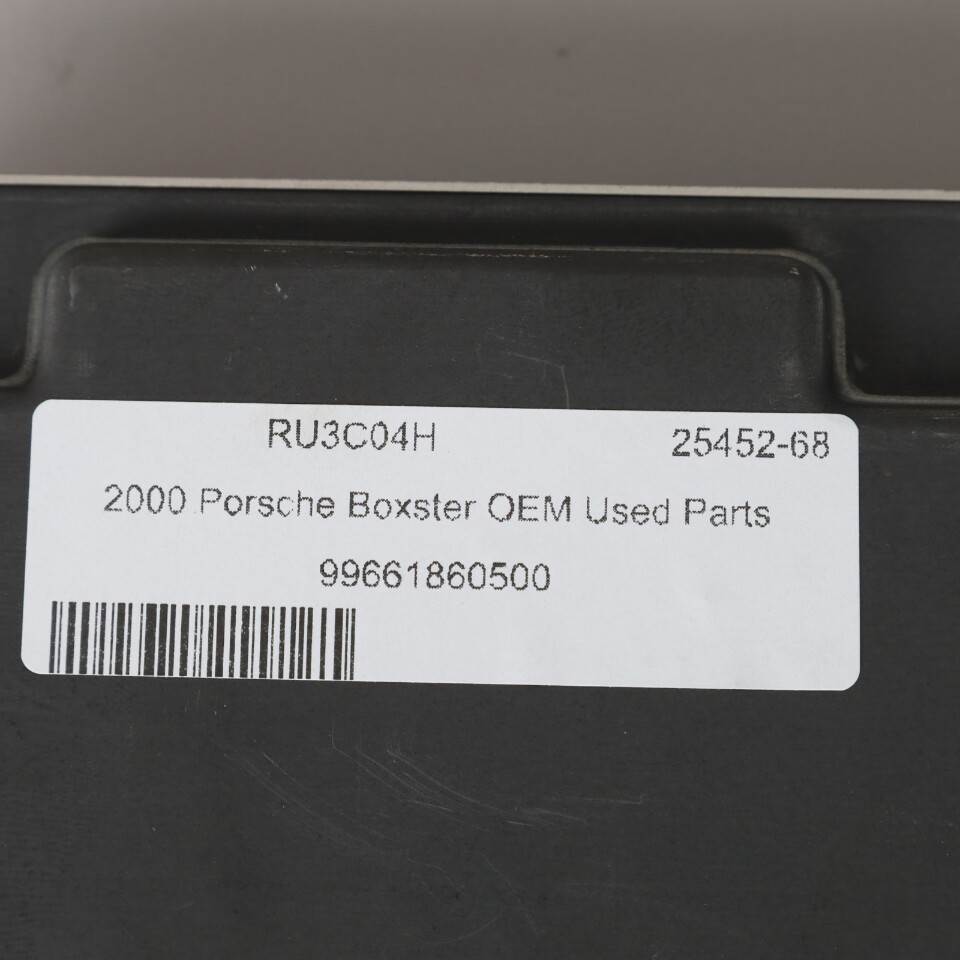 RU3C04H 25452-68
2000 Porsche Boxster OEM Used Parts
99661860500